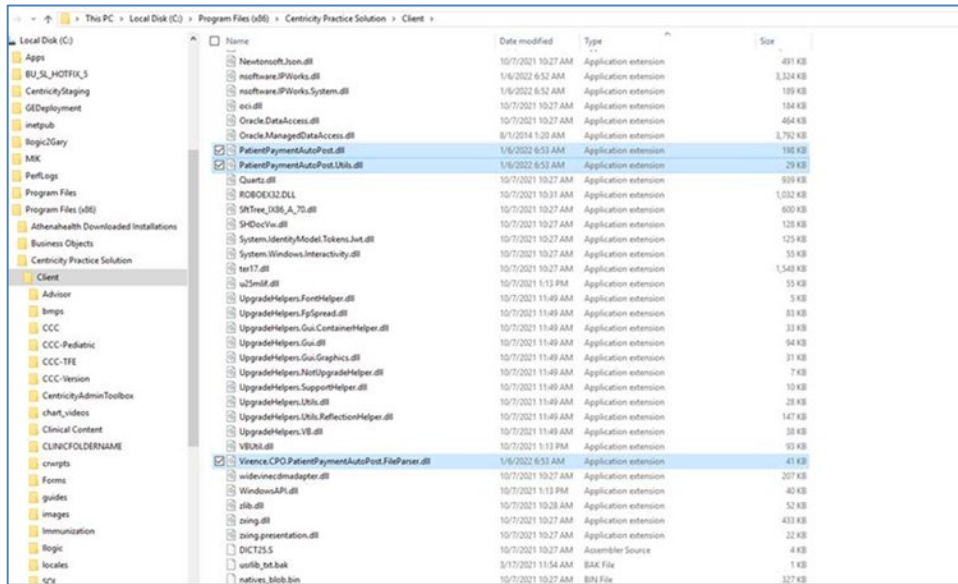 This PC > Local Disk (C:) > Program Files (x86) > Centricity Practice Solution > Client >
Local Disk (C:)
Apps
BU_SL_HOTFIX_5
CentricityStaging
GEDeployment
inetpub
Ilogic2Gary
MIK
PerfLogs
Program Files
Program Files (x86)
Athenahealth Downloaded Installations
Business Objects
Centricity Practice Solution
Client
Advisor
bmps
CCC
CCC-Pediatric
CCC-TFE
CCC-Version
CentricityAdminToolbox
chart_videos
Clinical Content
CLINICFOLDERNAME
crwrpts
Forms
guides
images
Immunization
llogic
locales
SQL
Name Date modified Type Size
Newtonsoft.Json.dll 10/7/2021 10:27 AM Application extension 491 KB
nsoftware.IPWorks.dll 1/6/2022 6:52 AM Application extension 3,324 KB
nsoftware.IPWorks.System.dll 1/6/2022 6:52 AM Application extension 189 KB
oci.dll 10/7/2021 10:27 AM Application extension 184 KB
Oracle.DataAccess.dll 10/7/2021 10:27 AM Application extension 464 KB
Oracle.ManagedDataAccess.dll 8/1/2014 1:20 AM Application extension 3,792 KB
PatientPaymentAutoPost.dll 1/6/2022 6:53 AM Application extension 198 KB
PatientPaymentAutoPost.Utils.dll 1/6/2022 6:53 AM Application extension 29 KB
Quartz.dll 10/7/2021 10:27 AM Application extension 939 KB
ROBOEX32.DLL 10/7/2021 10:31 AM Application extension 1,032 KB
SftTree_IX86_A_70.dll 10/7/2021 10:27 AM Application extension 600 KB
SHDocVw.dll 10/7/2021 10:27 AM Application extension 128 KB
System.IdentityModel.Tokens.Jwt.dll 10/7/2021 10:27 AM Application extension 125 KB
System.Windows.Interactivity.dll 10/7/2021 10:27 AM Application extension 55 KB
ter17.dll 10/7/2021 10:27 AM Application extension 1,548 KB
u25mlif.dll 10/7/2021 1:13 PM Application extension 55 KB
UpgradeHelpers.FontHelper.dll 10/7/2021 11:49 AM Application extension 5 KB
UpgradeHelpers.FpSpread.dll 10/7/2021 11:49 AM Application extension 83 KB
UpgradeHelpers.Gui.ContainerHelper.dll 10/7/2021 11:49 AM Application extension 33 KB
UpgradeHelpers.Gui.dll 10/7/2021 11:49 AM Application extension 94 KB
UpgradeHelpers.Gui.Graphics.dll 10/7/2021 11:49 AM Application extension 31 KB
UpgradeHelpers.NotUpgradeHelper.dll 10/7/2021 11:49 AM Application extension 7 KB
UpgradeHelpers.SupportHelper.dll 10/7/2021 11:49 AM Application extension 10 KB
UpgradeHelpers.Utils.dll 10/7/2021 11:49 AM Application extension 28 KB
UpgradeHelpers.Utils.ReflectionHelper.dll 10/7/2021 11:49 AM Application extension 147 KB
UpgradeHelpers.VB.dll 10/7/2021 11:49 AM Application extension 38 KB
VBUtil.dll 10/7/2021 1:13 PM Application extension 93 KB
Virence.CPO.PatientPaymentAutoPost.FileParser.dll 1/6/2022 6:53 AM Application extension 41 KB
widevinecdmadapter.dll 10/7/2021 10:27 AM Application extension 207 KB
WindowsAPI.dll 10/7/2021 1:13 PM Application extension 40 KB
zlib.dll 10/7/2021 10:28 AM Application extension 52 KB
zxing.dll 10/7/2021 10:27 AM Application extension 433 KB
zxing.presentation.dll 10/7/2021 10:27 AM Application extension 22 KB
DICT25.S 10/7/2021 10:27 AM Assembler Source 4 KB
usrlib_txt.bak 3/17/2021 11:54 AM BAK File 1 KB
natives_blob.bin 10/7/2021 10:27 AM BIN File 327 KB